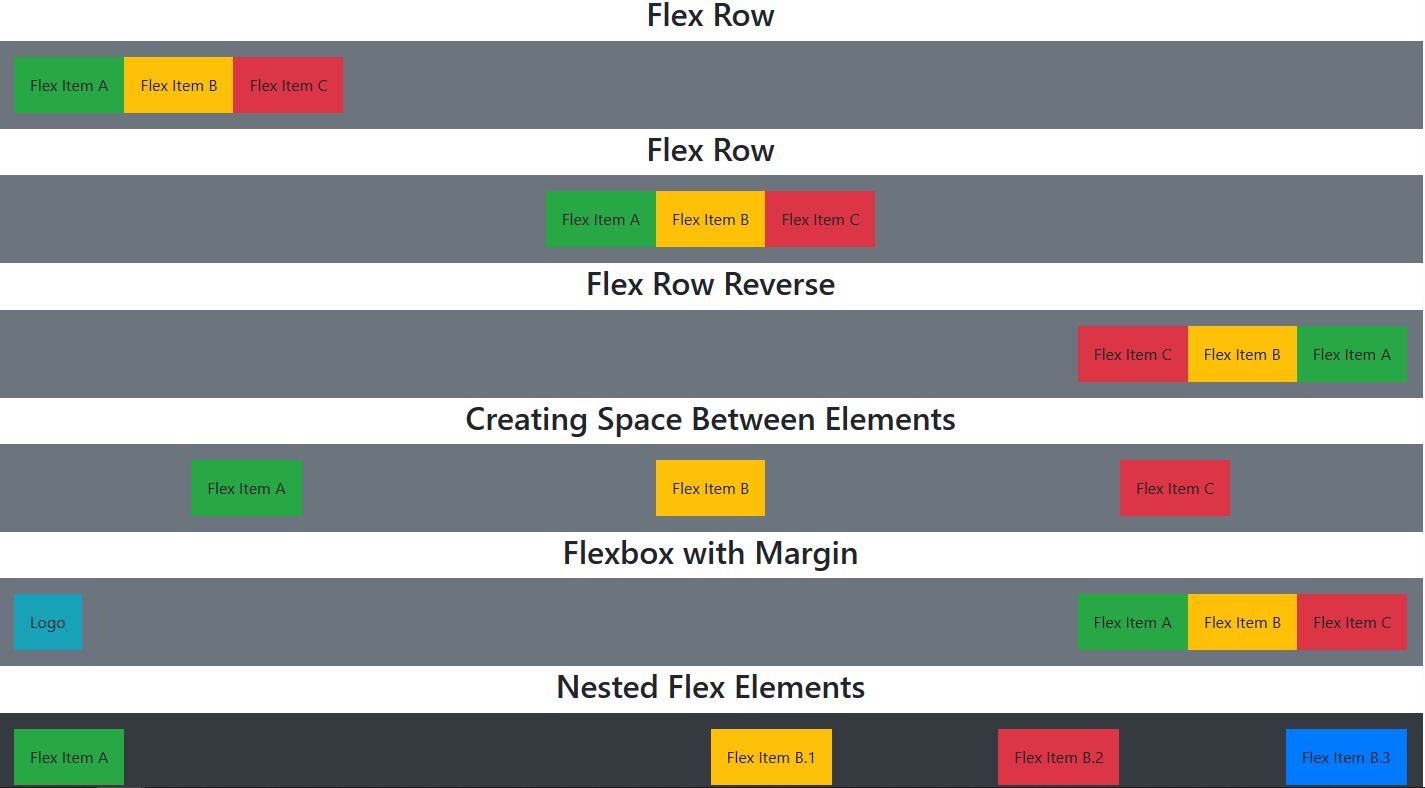 Flex Row
Flex Item A Flex Item B Flex Item C
Flex Row
Flex Item A Flex Item B Flex Item C
Flex Row Reverse
Flex Item C Flex Item B Flex Item A
Creating Space Between Elements
Flex Item A Flex Item B Flex Item C
Flexbox with Margin
Logo Flex Item A Flex Item B Flex Item C
Nested Flex Elements
Flex Item A Flex Item B.1 Flex Item B.2 Flex Item B.3